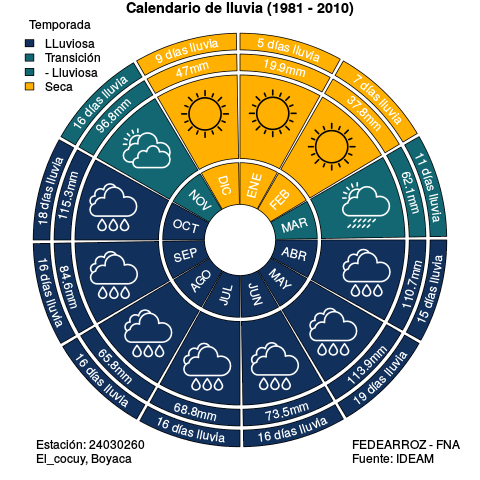 Calendario de lluvia (1981 - 2010)
Temporada
LLuviosa
Transición
- Lluviosa
Seca
5 días lluvia
19.9mm
ENE
7 días lluvia
37.8mm
FEB
11 días lluvia
62.1mm
MAR
15 días lluvia
110.7mm
ABR
19 días lluvia
113.9mm
MAY
16 días lluvia
73.5mm
JUN
16 días lluvia
68.8mm
JUL
16 días lluvia
65.8mm
AGO
16 días lluvia
84.6mm
SEP
18 días lluvia
115.3mm
OCT
16 días lluvia
96.8mm
NOV
9 días lluvia
47mm
DIC
Estación: 24030260
El_cocuy, Boyaca
FEDEARROZ - FNA
Fuente: IDEAM